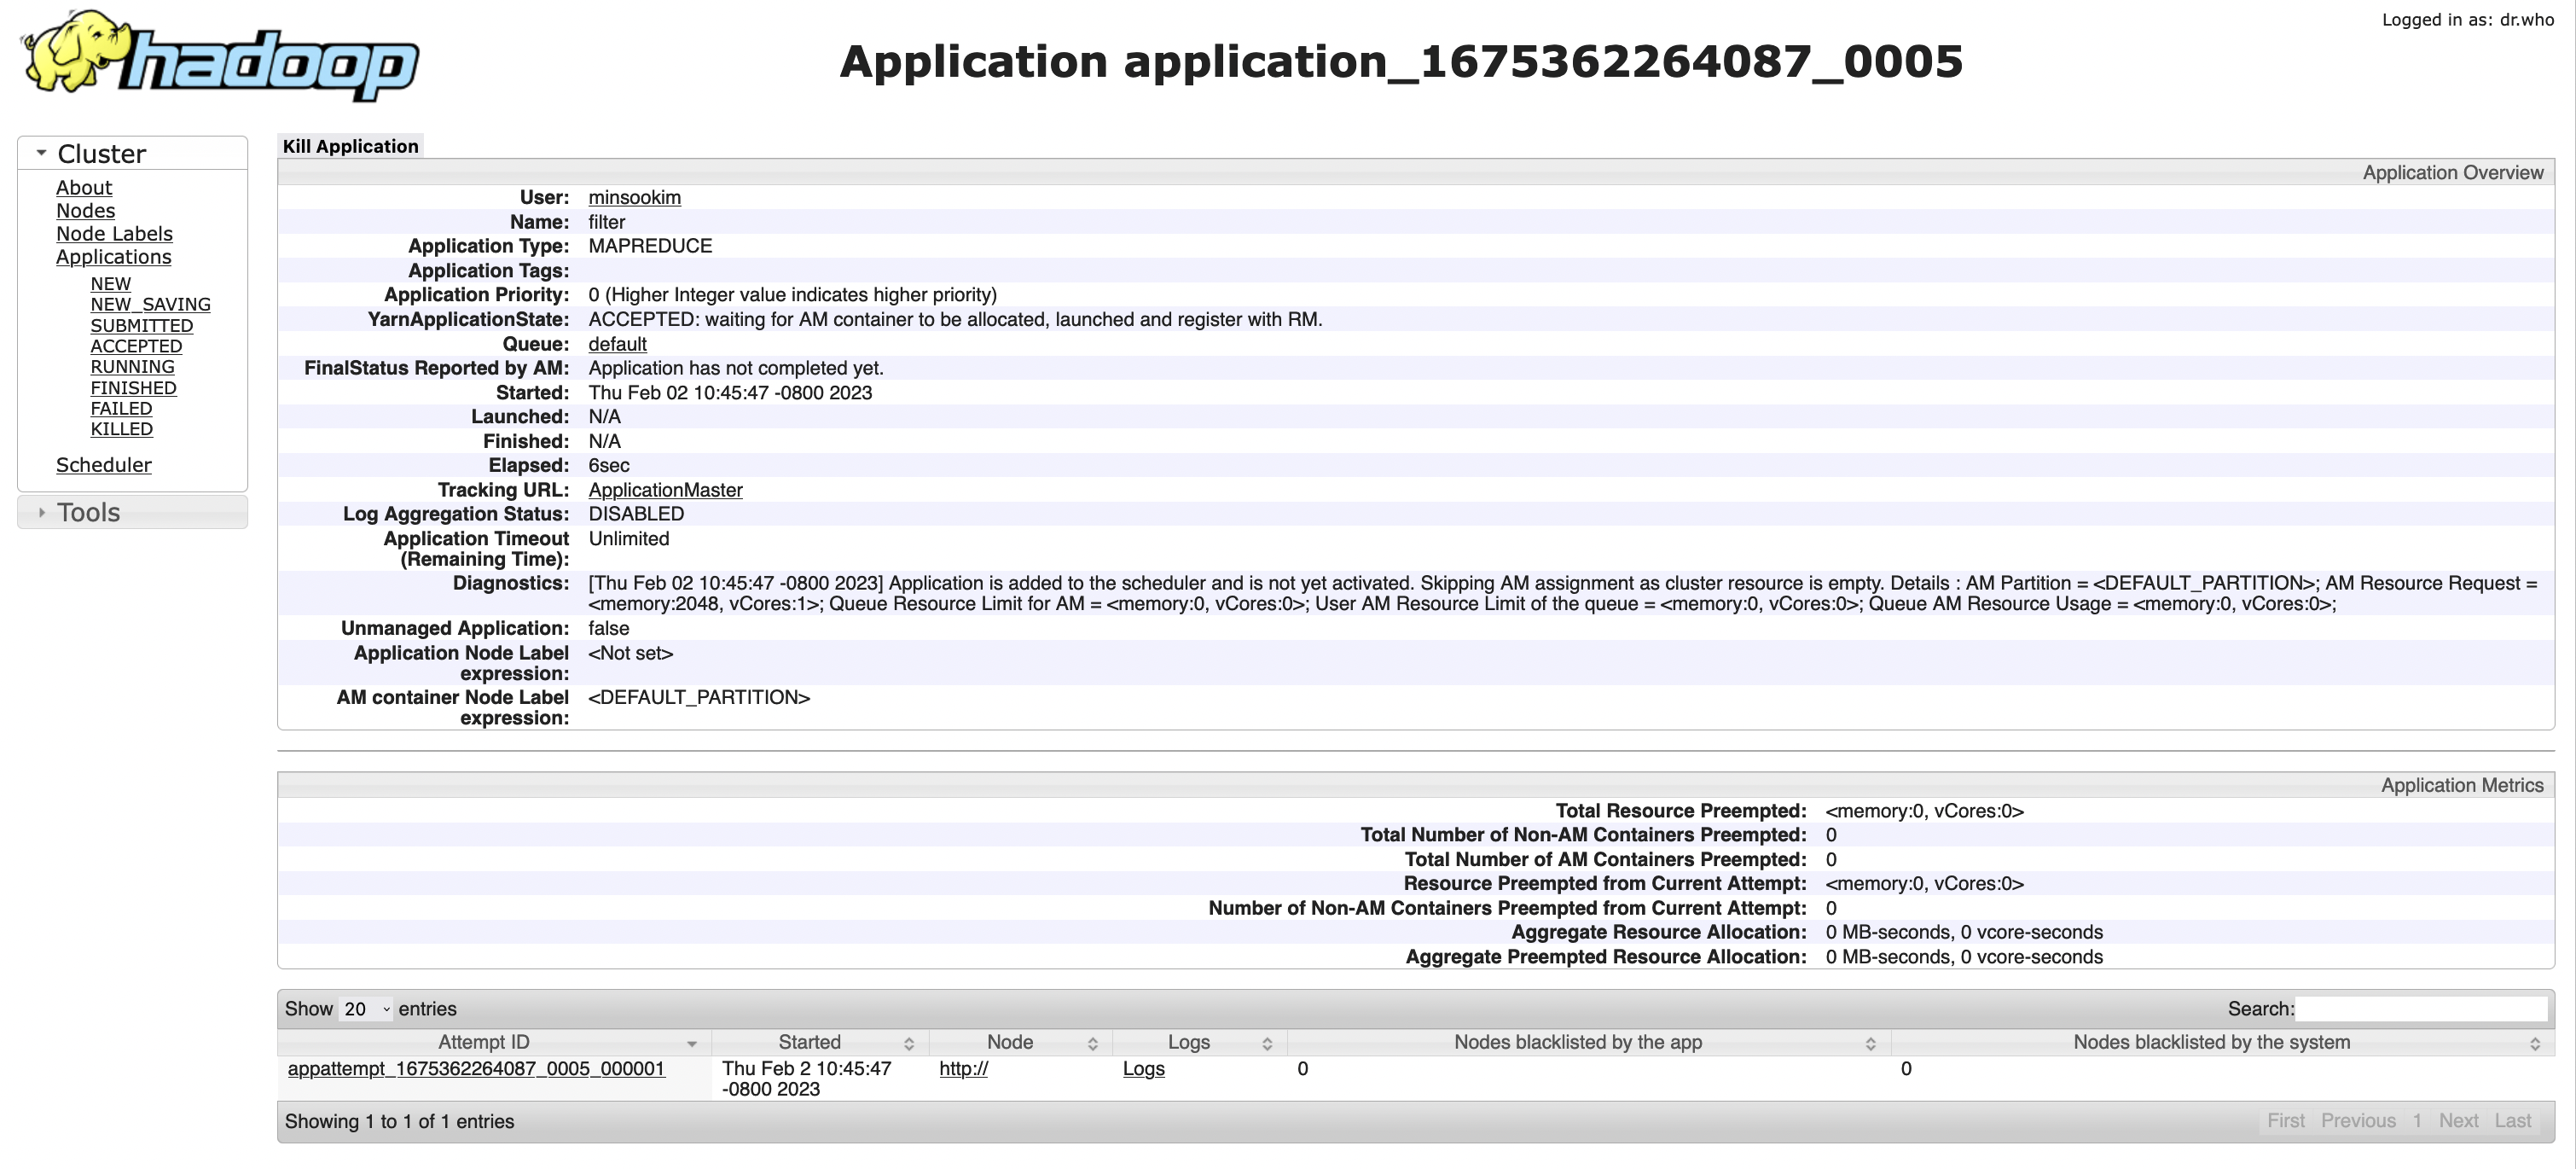 hadoop
Logged in as: dr.who
Application application_1675362264087_0005
Cluster
About
Nodes
Node Labels
Applications
NEW
NEW_SAVING
SUBMITTED
ACCEPTED
RUNNING
FINISHED
FAILED
KILLED
Scheduler
Tools
Kill Application
Application Overview
User: minsookim
Name: filter
Application Type: MAPREDUCE
Application Tags:
Application Priority: 0 (Higher Integer value indicates higher priority)
YarnApplicationState: ACCEPTED: waiting for AM container to be allocated, launched and register with RM.
Queue: default
FinalStatus Reported by AM: Application has not completed yet.
Started: Thu Feb 02 10:45:47 -0800 2023
Launched: N/A
Finished: N/A
Elapsed: 6sec
Tracking URL: ApplicationMaster
Log Aggregation Status: DISABLED
Application Timeout Unlimited
(Remaining Time):
Diagnostics: [Thu Feb 02 10:45:47 -0800 2023] Application is added to the scheduler and is not yet activated. Skipping AM assignment as cluster resource is empty. Details : AM Partition = <DEFAULT_PARTITION>; AM Resource Request =
<memory:2048, vCores:1>; Queue Resource Limit for AM = <memory:0, vCores:0>; User AM Resource Limit of the queue = <memory:0, vCores:0>; Queue AM Resource Usage = <memory:0, vCores:0>;
Unmanaged Application: false
Application Node Label <Not set>
expression:
AM container Node Label <DEFAULT_PARTITION>
expression:
Application Metrics
Total Resource Preempted: <memory:0, vCores:0>
Total Number of Non-AM Containers Preempted: 0
Total Number of AM Containers Preempted: 0
Resource Preempted from Current Attempt: <memory:0, vCores:0>
Number of Non-AM Containers Preempted from Current Attempt: 0
Aggregate Resource Allocation: 0 MB-seconds, 0 vcore-seconds
Aggregate Preempted Resource Allocation: 0 MB-seconds, 0 vcore-seconds
Show 20 entries Search:
Attempt ID Started Node Logs Nodes blacklisted by the app Nodes blacklisted by the system
appattempt_1675362264087_0005_000001 Thu Feb 2 10:45:47 http:// Logs 0 0
-0800 2023
Showing 1 to 1 of 1 entries First Previous 1 Next Last